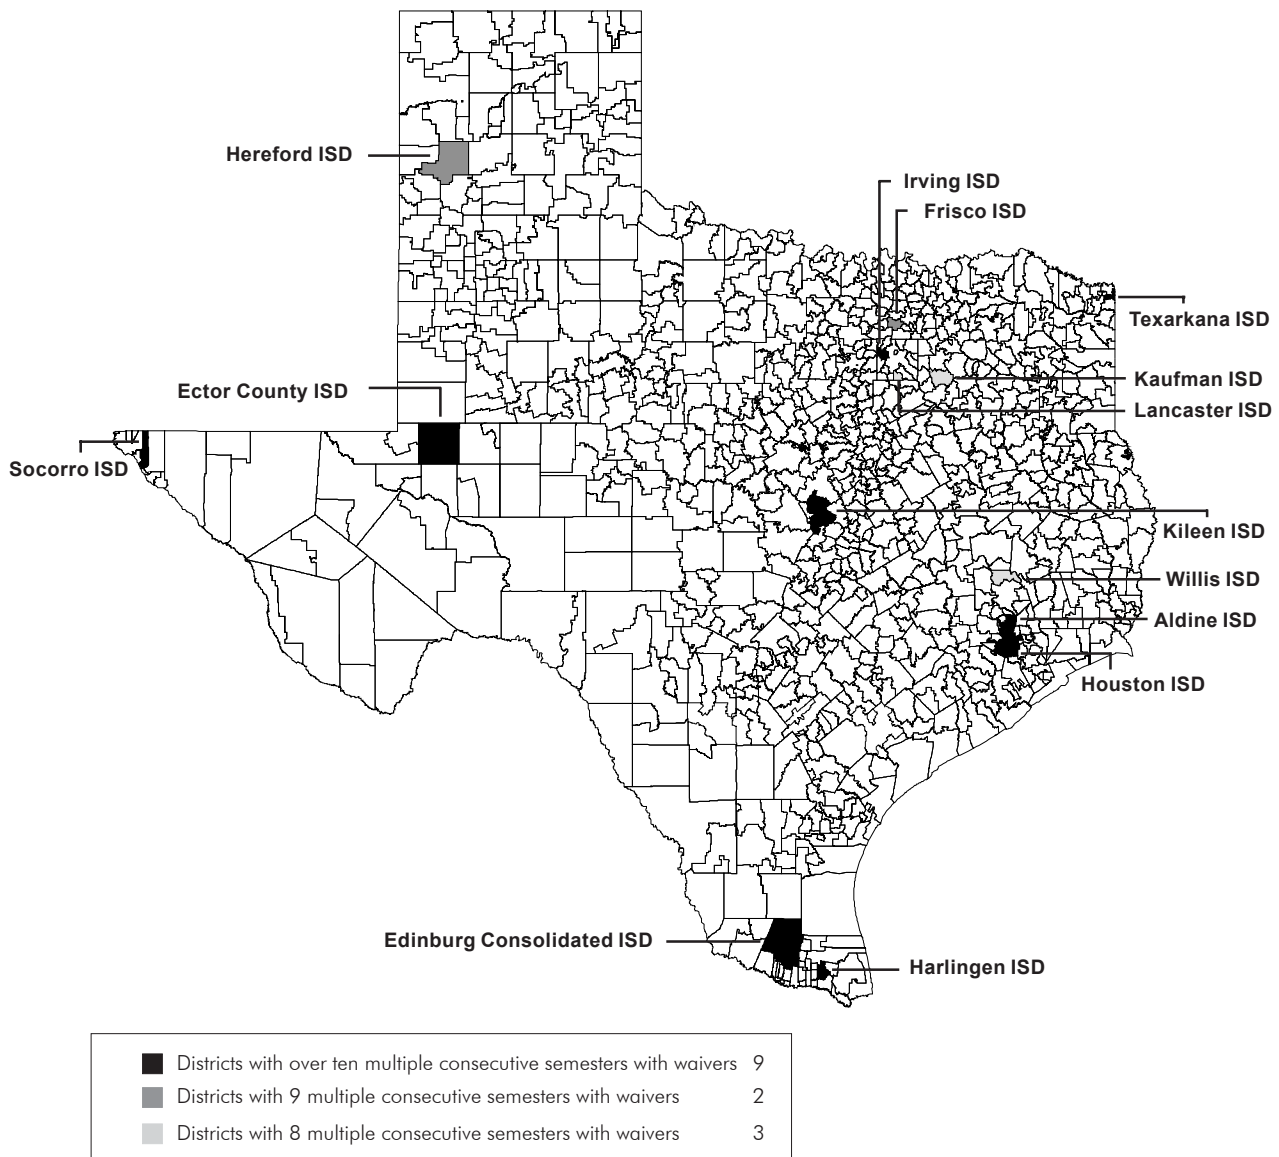 Hereford ISD
Irving ISD
Frisco ISD
Texarkana ISD
Ector County ISD
Kaufman ISD
Lancaster ISD
Socorro ISD
Kileen ISD
Willis ISD
Aldine ISD
Houston ISD
Edinburg Consolidated ISD
Harlingen ISD
Districts with over ten multiple consecutive semesters with waivers 9
Districts with 9 multiple consecutive semesters with waivers 2
Districts with 8 multiple consecutive semesters with waivers 3